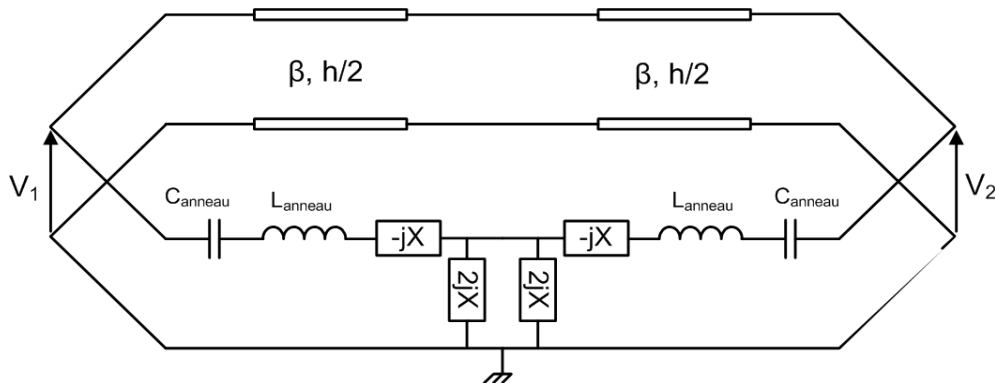 β, h/2 β, h/2
V1 V2
Canneau Lanneau Lanneau Canneau
-jX -jX
2jX 2jX